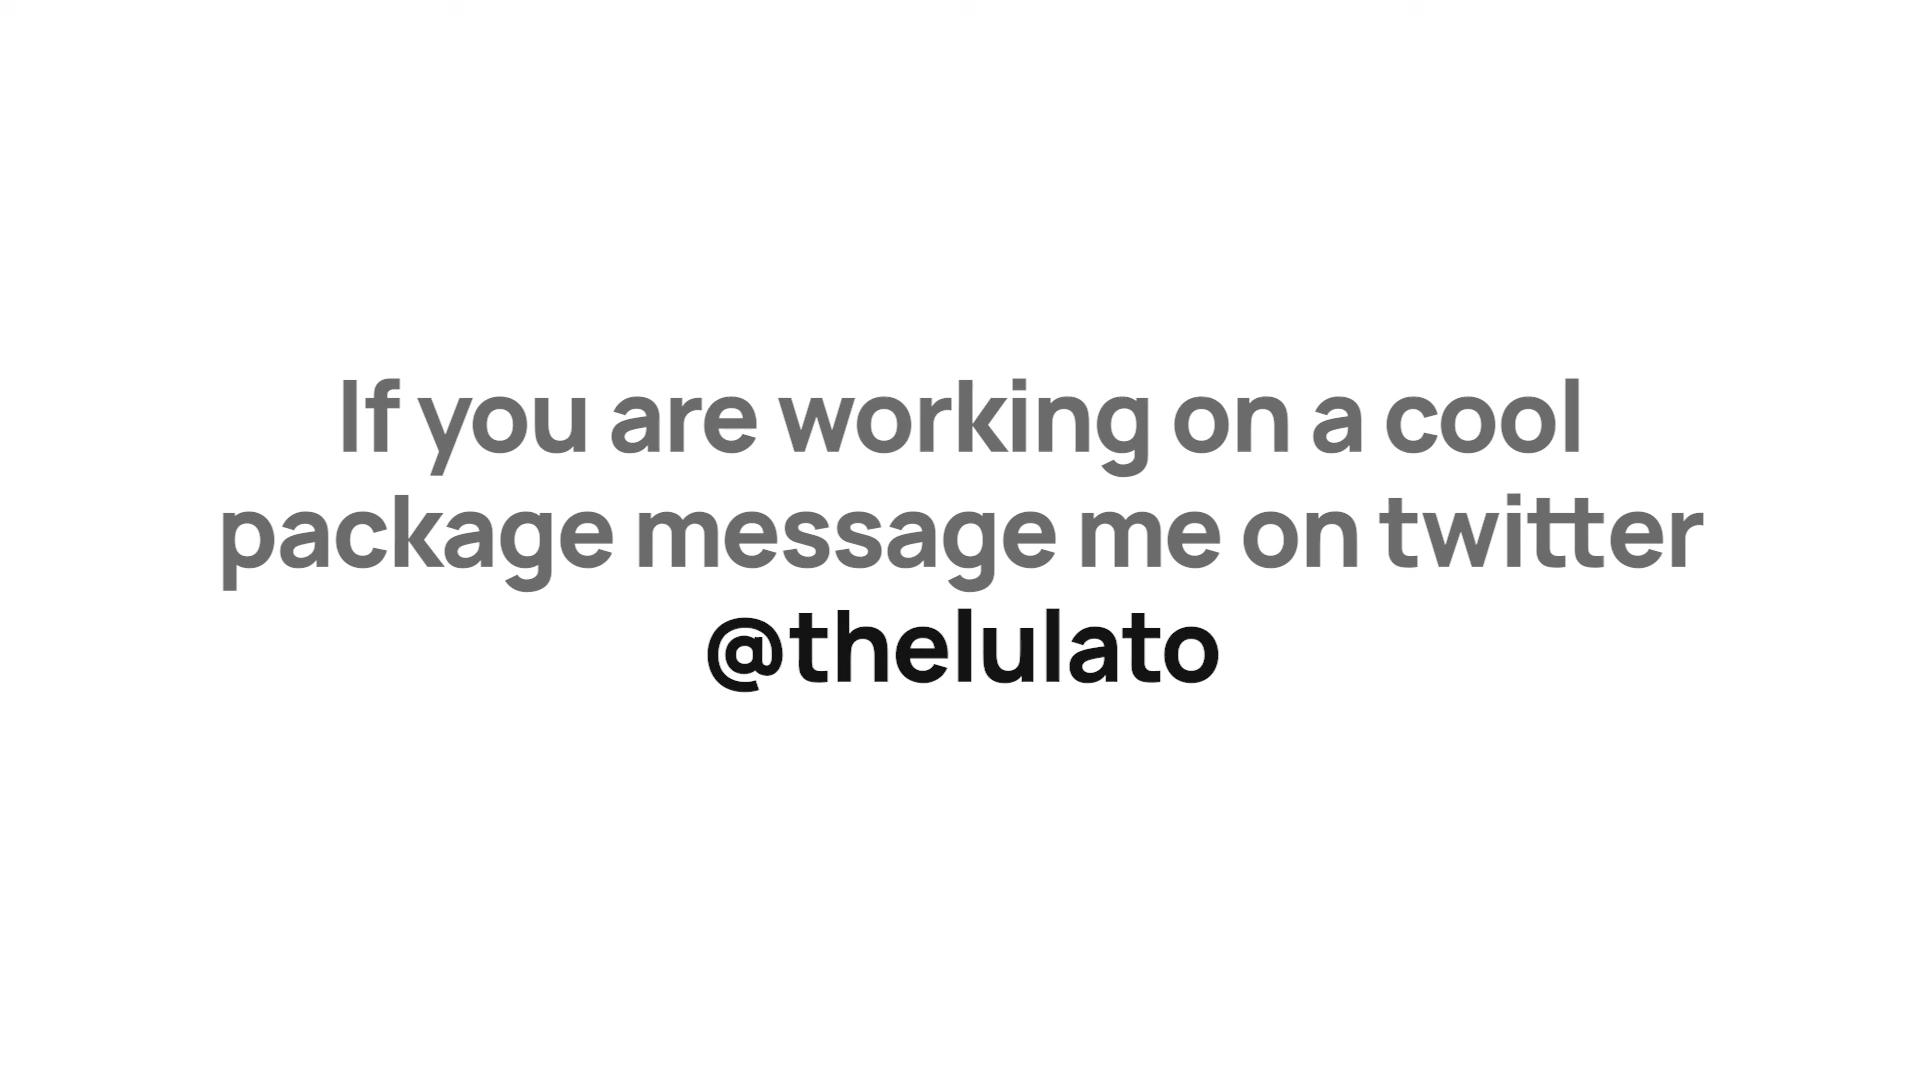 If you are working on a cool
package message me on twitter
@thelulato